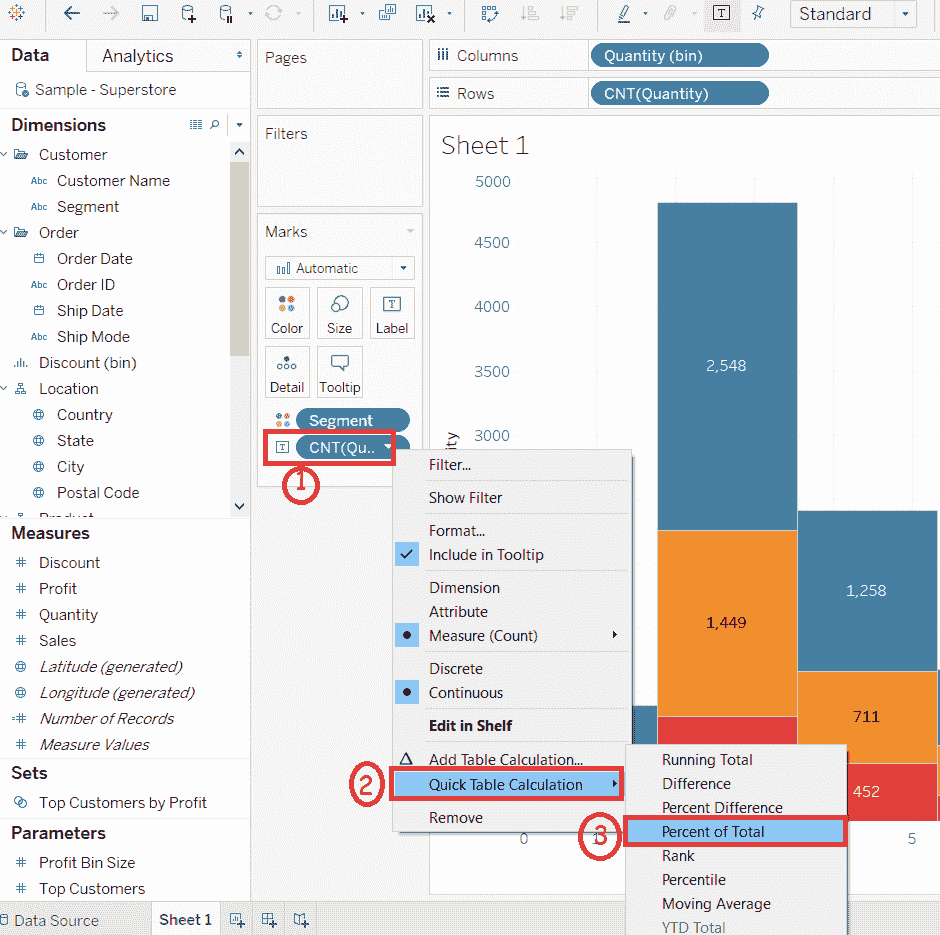 T
Standard
Data
Analytics
Sample - Superstore
Dimensions
Customer
Abc Customer Name
Abc Segment
Order
Order Date
Abc Order ID
Ship Date
Abc Ship Mode
Discount (bin)
Location
Country
State
City
Postal Code
Measures
# Discount
# Profit
# Quantity
# Sales
Latitude (generated)
Longitude (generated)
=# Number of Records
# Measure Values
Sets
Top Customers by Profit
Parameters
# Profit Bin Size
# Top Customers
Data Source
Sheet 1
Pages
Filters
Marks
Automatic
Color
Size
T
Label
Detail
Tooltip
Segment
T CNT(Qu..
1
Columns
Quantity (bin)
Rows
CNT(Quantity)
Sheet 1
5000
4500
4000
3500
3000
2,548
1,449
1,258
711
452
0
5
Filter...
Show Filter
Format...
Include in Tooltip
Dimension
Attribute
Measure (Count)
Discrete
Continuous
Edit in Shelf
Add Table Calculation...
2
Quick Table Calculation
Remove
Running Total
Difference
Percent Difference
3
Percent of Total
Rank
Percentile
Moving Average
YTD Total